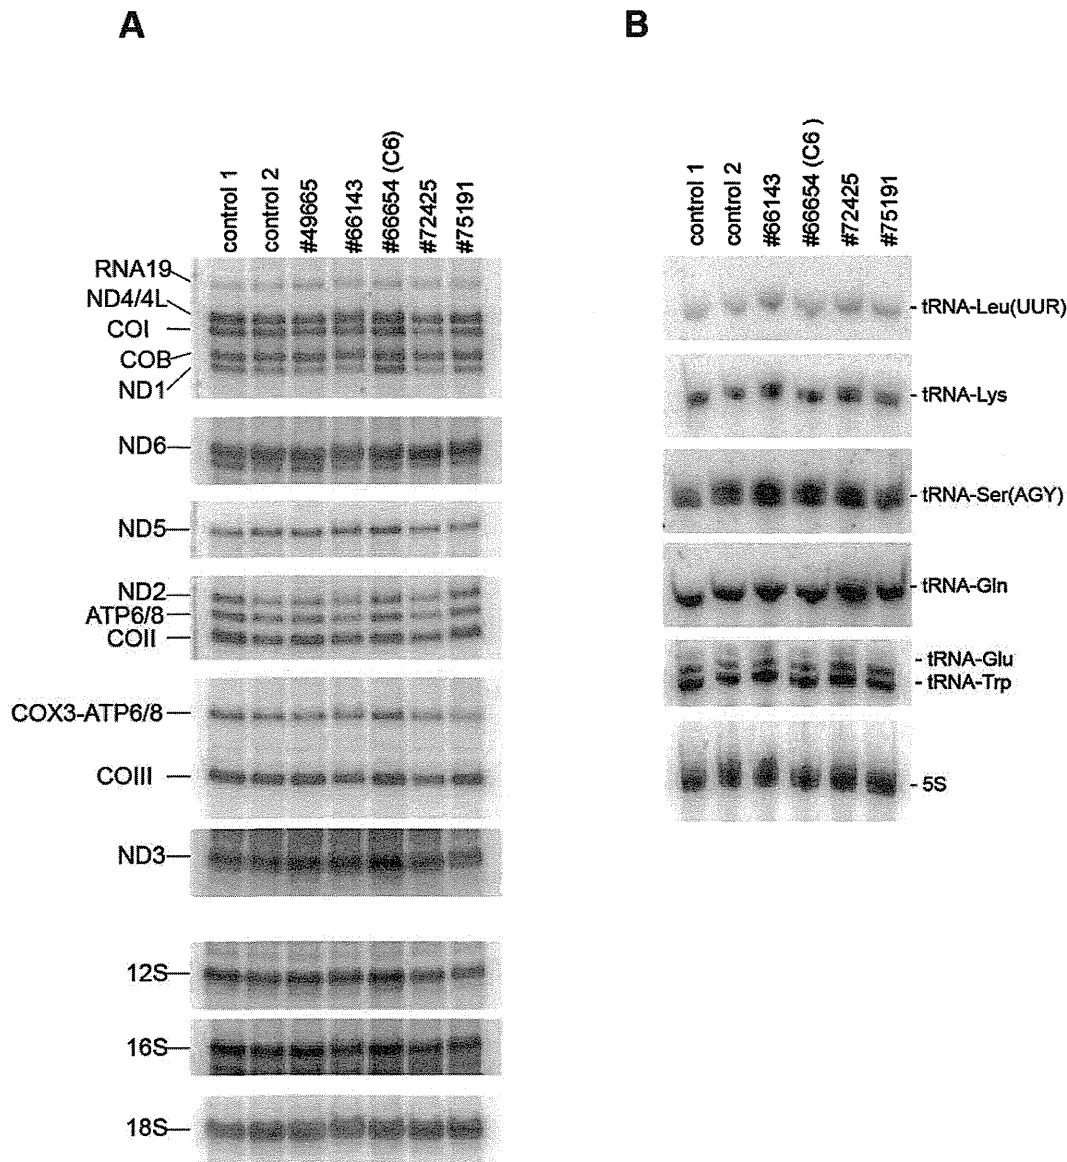 A
control 1
control 2
#49665
#66143
#66654 (C6)
#72425
#75191
RNA19
ND4/4L
COI
COB
ND1
ND6
ND5
ND2
ATP6/8
COII
COX3-ATP6/8
COIII
ND3
12S
16S
18S
B
control 1
control 2
#66143
#66654 (C6 )
#72425
#75191
- tRNA-Leu(UUR)
- tRNA-Lys
- tRNA-Ser(AGY)
- tRNA-Gln
- tRNA-Glu
- tRNA-Trp
- 5S